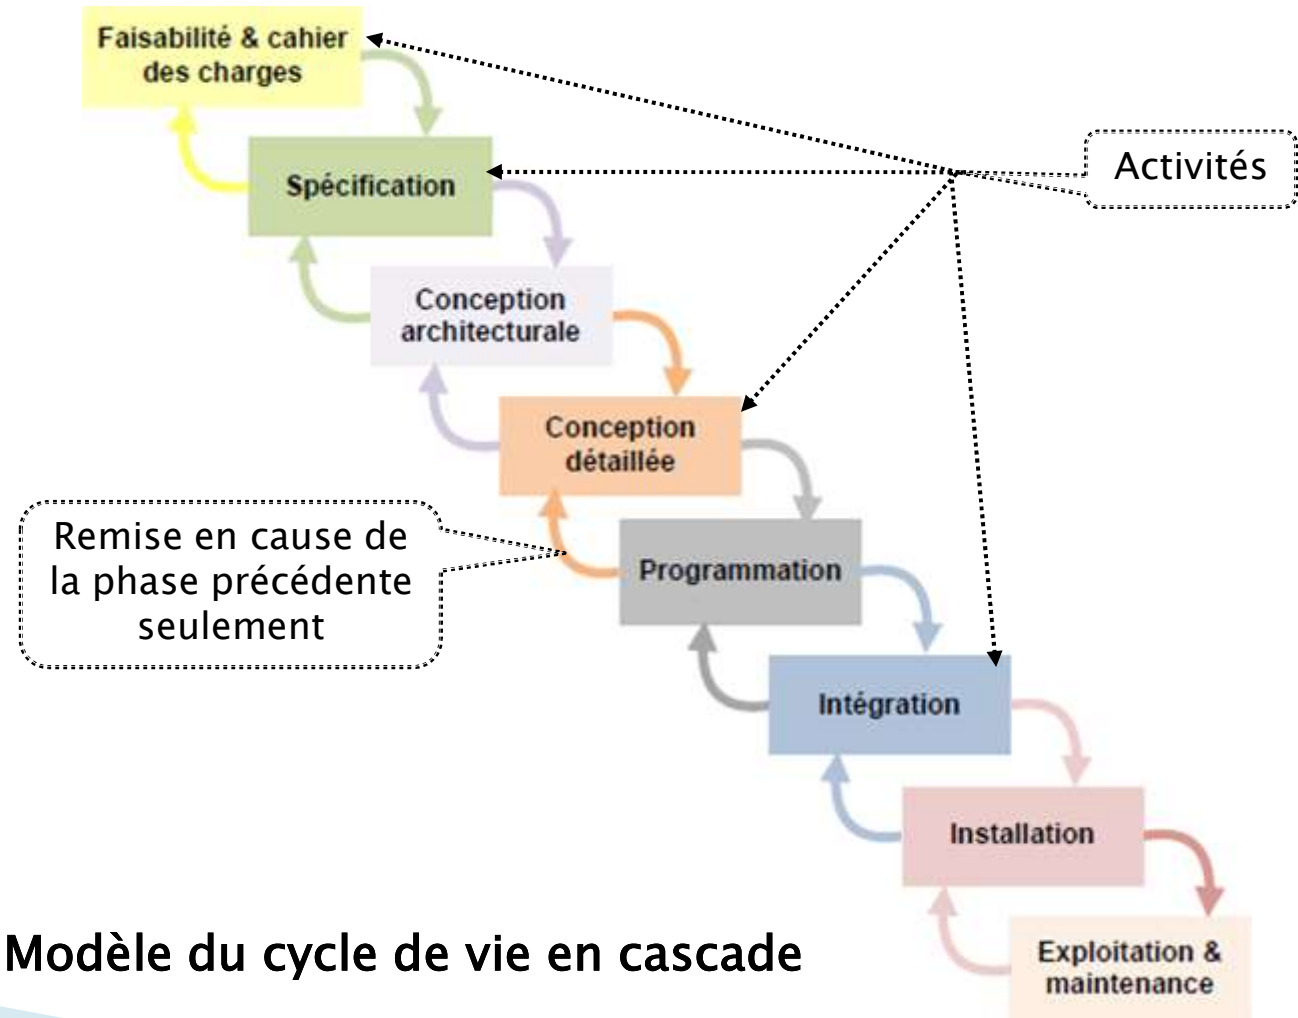 Faisabilité & cahier
des charges
Activités
Spécification
Conception
architecturale
Conception
détaillée
Remise en cause de
la phase précédente
seulement
Programmation
Intégration
Installation
Modèle du cycle de vie en cascade
Exploitation &
maintenance